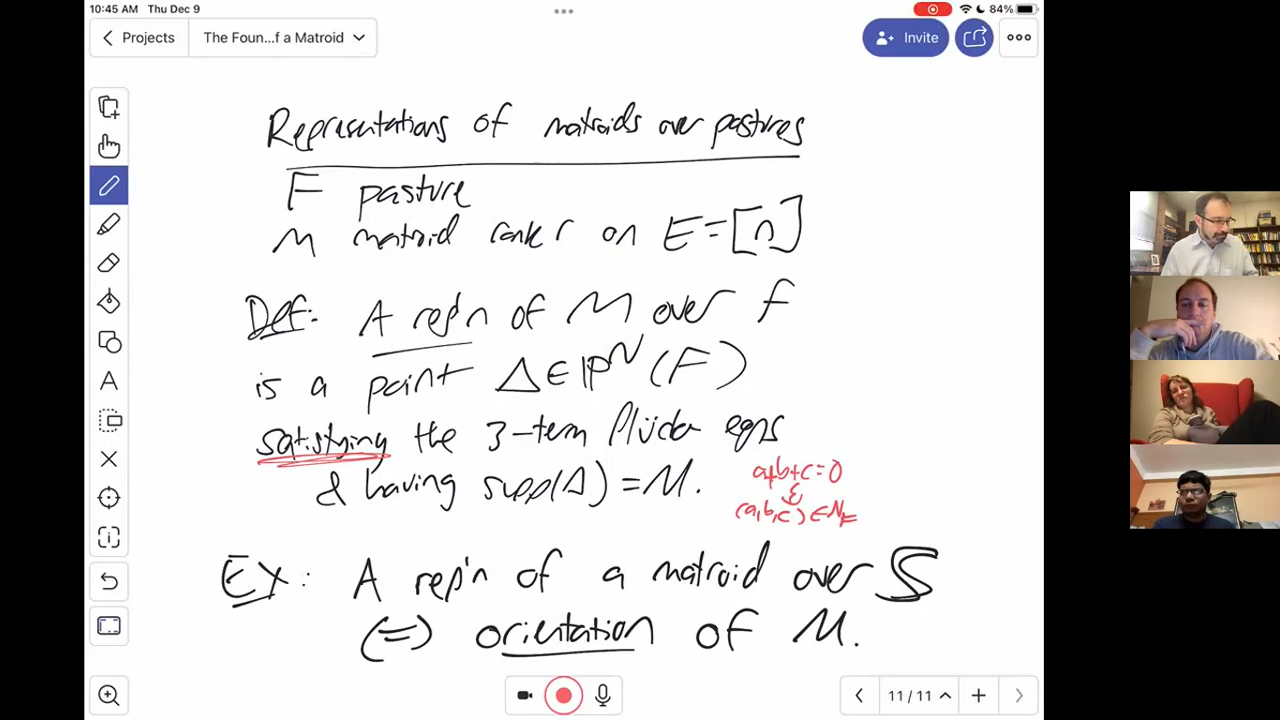 10:45 AM Thu Dec 9
84%
Projects
The Foun...f a Matroid
Invite
Representations of matroids over pastures
F pasture
M matroid rank r on E=[n]
Def: A rep'n of M over F
is a point Δ∈ℙ^N(F)
satisfying the 3-term Plücker eqns
& having supp(Δ)=M.
a+b+c=0
(a,b,c)∈N_F
Ex: A rep'n of a matroid over 𝕊
(=) orientation of M.
A
11/11